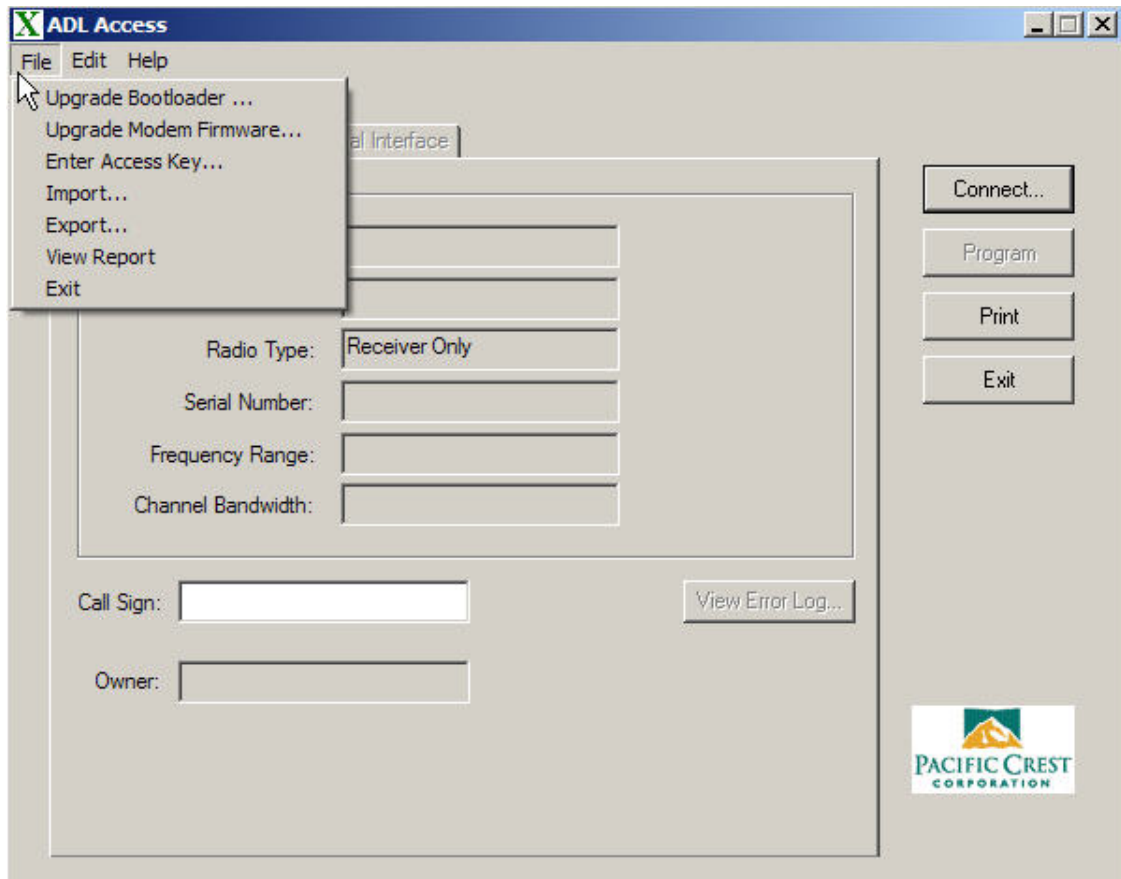 ADL Access
File Edit Help
Upgrade Bootloader ...
Upgrade Modem Firmware...
Enter Access Key...
Import...
Export...
View Report
Exit
al Interface
Radio Type: Receiver Only
Serial Number:
Frequency Range:
Channel Bandwidth:
Call Sign:
View Error Log...
Owner:
Connect...
Program
Print
Exit
PACIFIC CREST
CORPORATION